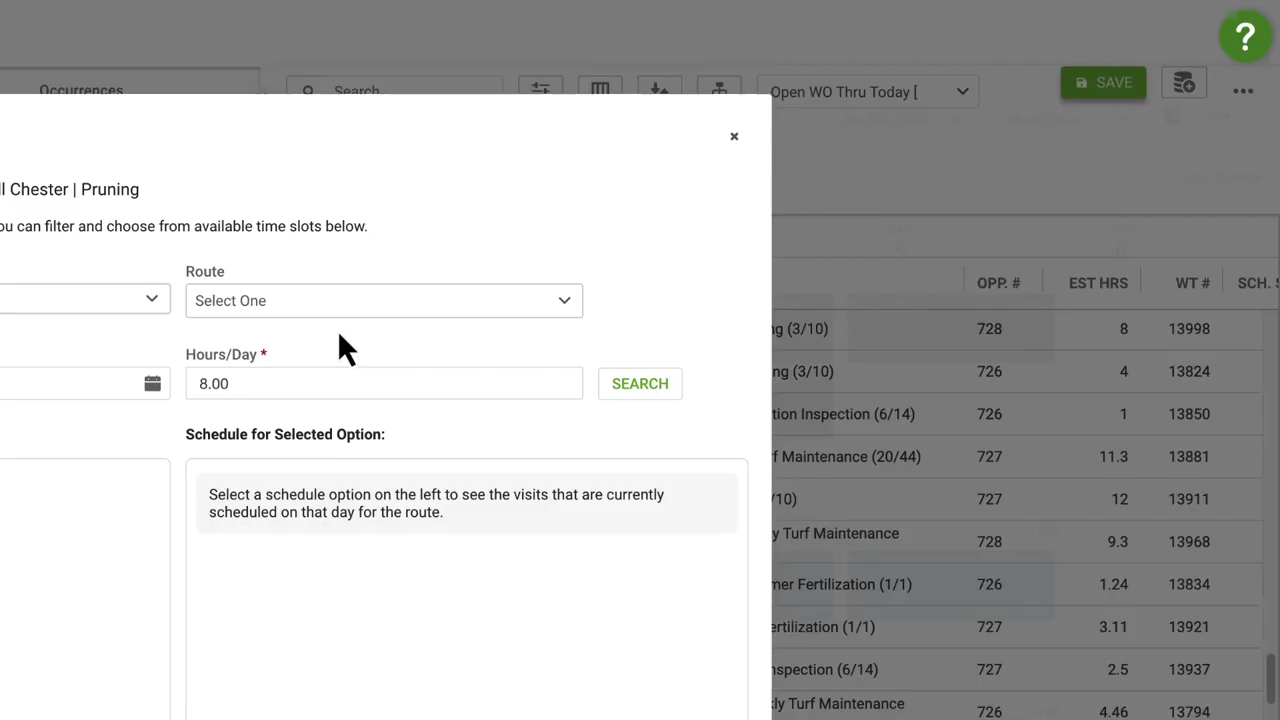 ?
Occurrences
Search
Open WO Thru Today [
SAVE
ll Chester | Pruning
ou can filter and choose from available time slots below.
Route
Select One
Hours/Day *
8.00
SEARCH
Schedule for Selected Option:
Select a schedule option on the left to see the visits that are currently
scheduled on that day for the route.
OPP. # EST HRS WT # SCH. S
ng (3/10) 728 8 13998
ng (3/10) 726 4 13824
tion Inspection (6/14) 726 1 13850
f Maintenance (20/44) 727 11.3 13881
/10) 727 12 13911
y Turf Maintenance 728 9.3 13968
mer Fertilization (1/1) 726 1.24 13834
ertilization (1/1) 727 3.11 13921
nspection (6/14) 727 2.5 13937
kly Turf Maintenance 726 4.46 13794